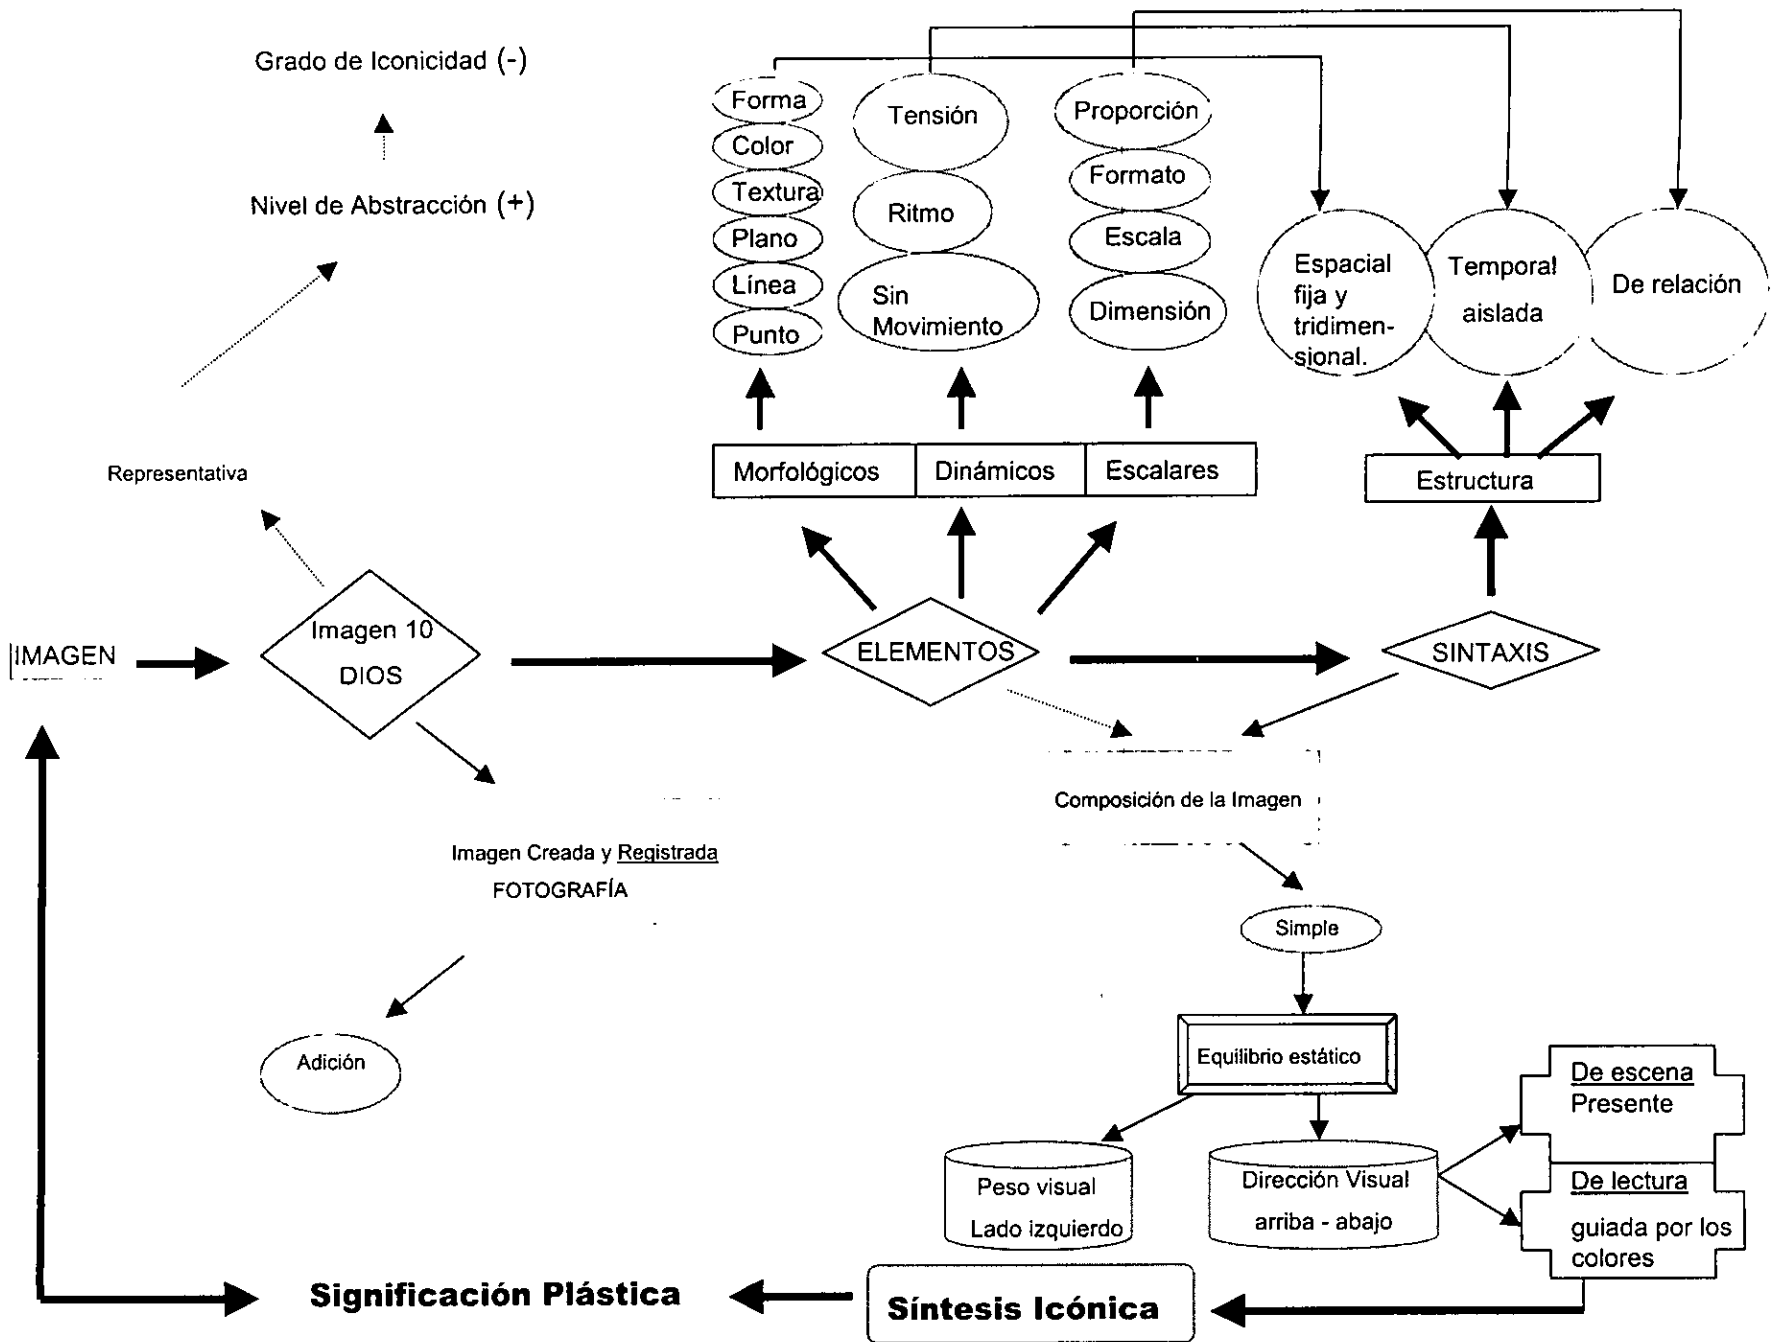 Grado de Iconicidad (-)
Nivel de Abstracción (+)
Representativa
IMAGEN
Imagen 10
DIOS
Imagen Creada y Registrada
FOTOGRAFÍA
Adición
Forma
Color
Textura
Plano
Línea
Punto
Tensión
Ritmo
Sin
Movimiento
Proporción
Formato
Escala
Dimensión
Morfológicos
Dinámicos
Escalares
ELEMENTOS
Espacial
fija y
tridimen-
sional.
Temporal
aislada
De relación
Estructura
SINTAXIS
Composición de la Imagen
Simple
Equilibrio estático
Peso visual
Lado izquierdo
Dirección Visual
arriba - abajo
De escena
Presente
De lectura
guiada por los
colores
Síntesis Icónica
Significación Plástica